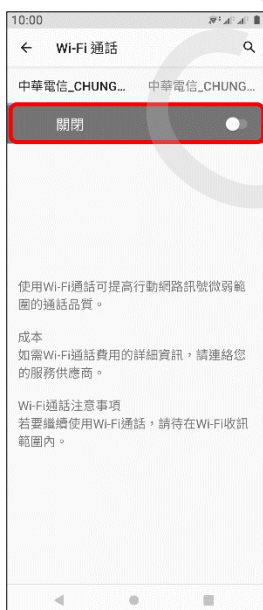 10:00
Wi-Fi 通話
中華電信_CHUNG... 中華電信_CHUNG...
關閉
使用Wi-Fi通話可提高行動網路訊號微弱範
圍的通話品質。
成本
如需Wi-Fi通話費用的詳細資訊，請連絡您
的服務供應商。
Wi-Fi通話注意事項
若要繼續使用Wi-Fi通話，請待在Wi-Fi收訊
範圍內。